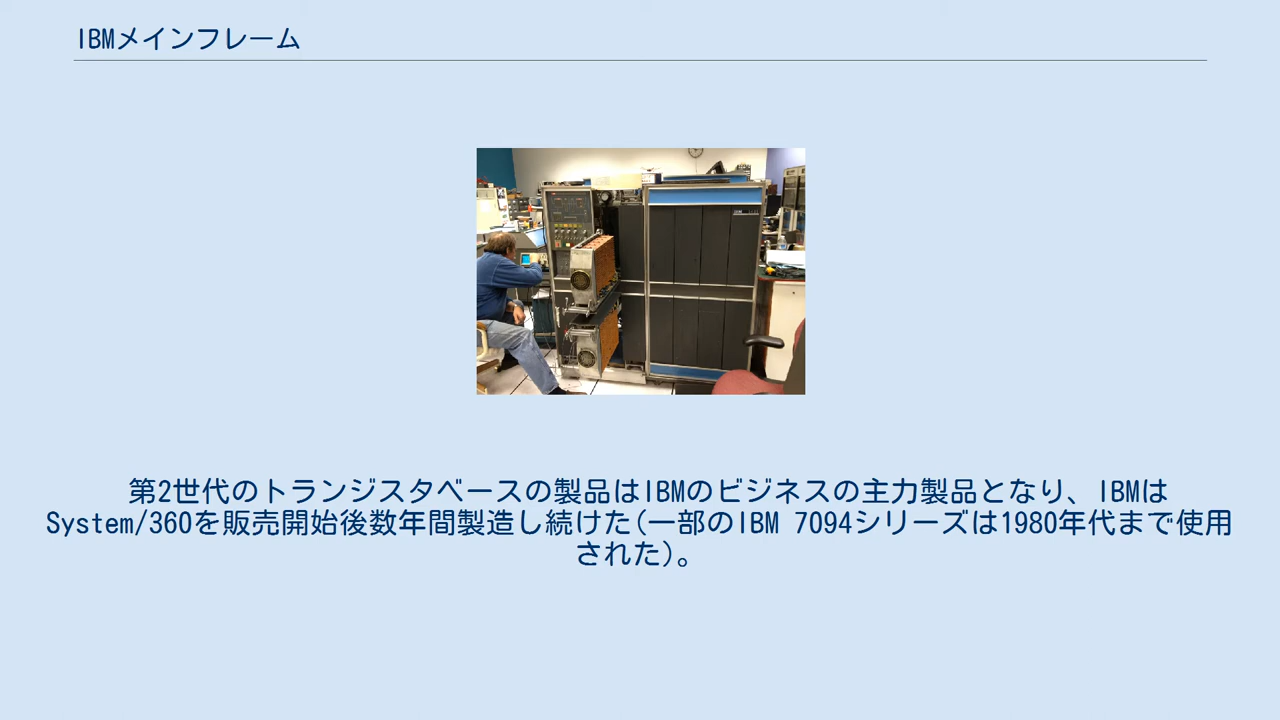 IBMメインフレーム
第2世代のトランジスタベースの製品はIBMのビジネスの主力製品となり、IBMは
System/360を販売開始後数年間製造し続けた(一部のIBM 7094シリーズは1980年代まで使用
された)。